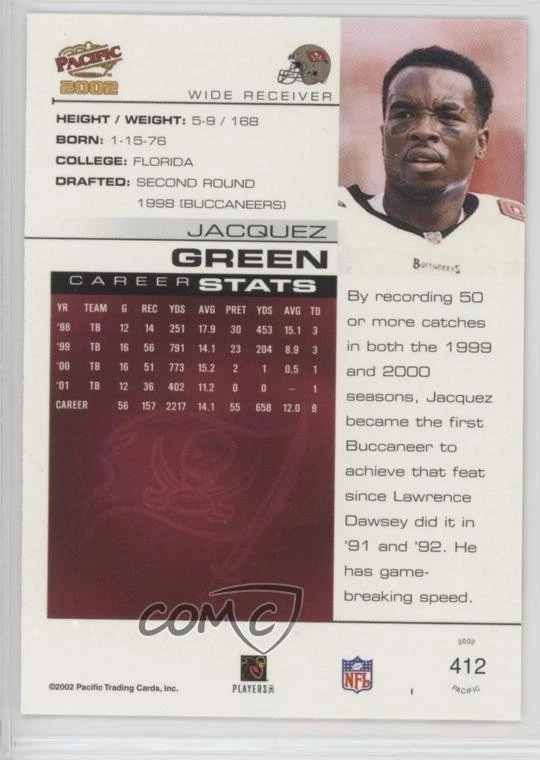 PACIFIC
2002
WIDE RECEIVER
HEIGHT / WEIGHT: 5-9 / 168
BORN: 1-15-76
COLLEGE: FLORIDA
DRAFTED: SECOND ROUND
1998 (BUCCANEERS)
JACQUEZ
GREEN
CAREER STATS
YR TEAM G REC YDS AVG PRET YDS AVG TD
'98 TB 12 14 251 17.9 30 453 15.1 3
'99 TB 16 56 791 14.1 23 204 8.9 3
'00 TB 16 51 773 15.2 2 1 0.5 1
'01 TB 12 36 402 11.2 0 0 – 1
CAREER 56 157 2217 14.1 55 658 12.0 8
BUCCANEERS
By recording 50
or more catches
in both the 1999
and 2000
seasons, Jacquez
became the first
Buccaneer to
achieve that feat
since Lawrence
Dawsey did it in
'91 and '92. He
has game-
breaking speed.
COMC
©2002 Pacific Trading Cards, Inc.
PLAYERS INC
NFL
I
2002
412
PACIFIC